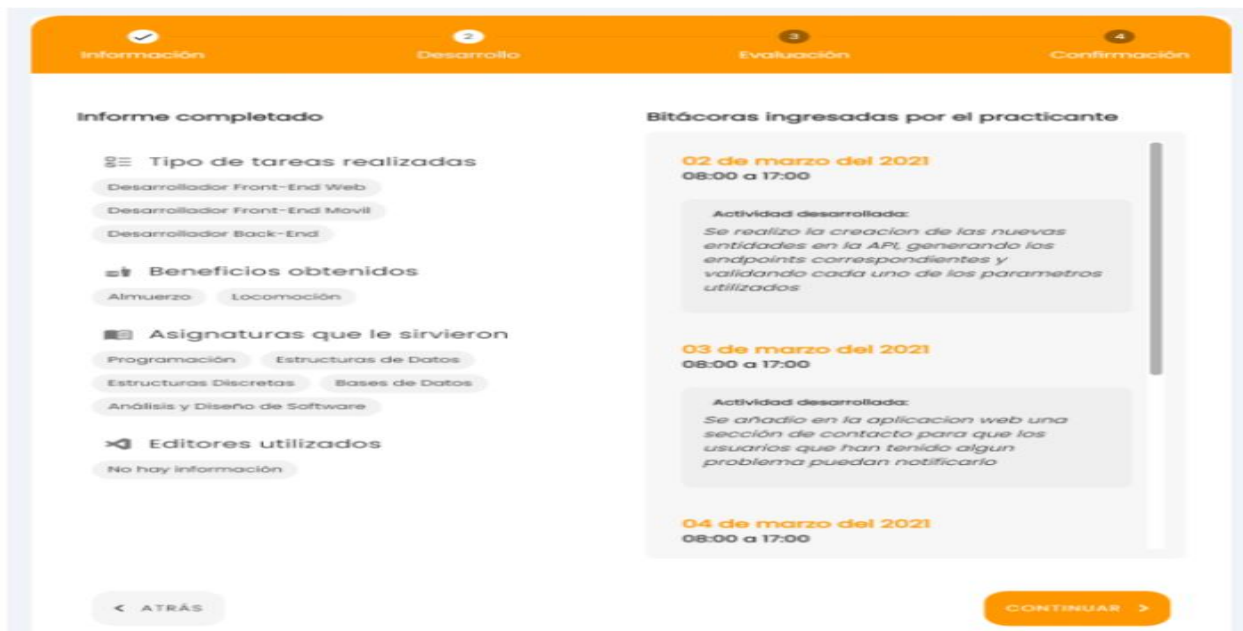 2 3 4
Información Desarrollo Evaluación Confirmación
Informe completado
Tipo de tareas realizadas
Desarrollador Front-End Web
Desarrollador Front-End Movil
Desarrollador Back-End
Beneficios obtenidos
Almuerzo Locomoción
Asignaturas que le sirvieron
Programación Estructuras de Datos
Estructuras Discretas Bases de Datos
Análisis y Diseño de Software
Editores utilizados
No hay información
Bitácoras ingresadas por el practicante
02 de marzo del 2021
08:00 a 17:00
Actividad desarrollada:
Se realizo la creacion de las nuevas
entidades en la API, generando los
endpoints correspondientes y
validando cada uno de los parametros
utilizados
03 de marzo del 2021
08:00 a 17:00
Actividad desarrollada:
Se añadio en la aplicacion web una
sección de contacto para que los
usuarios que han tenido algun
problema puedan notificarlo
04 de marzo del 2021
08:00 a 17:00
< ATRÁS
CONTINUAR >